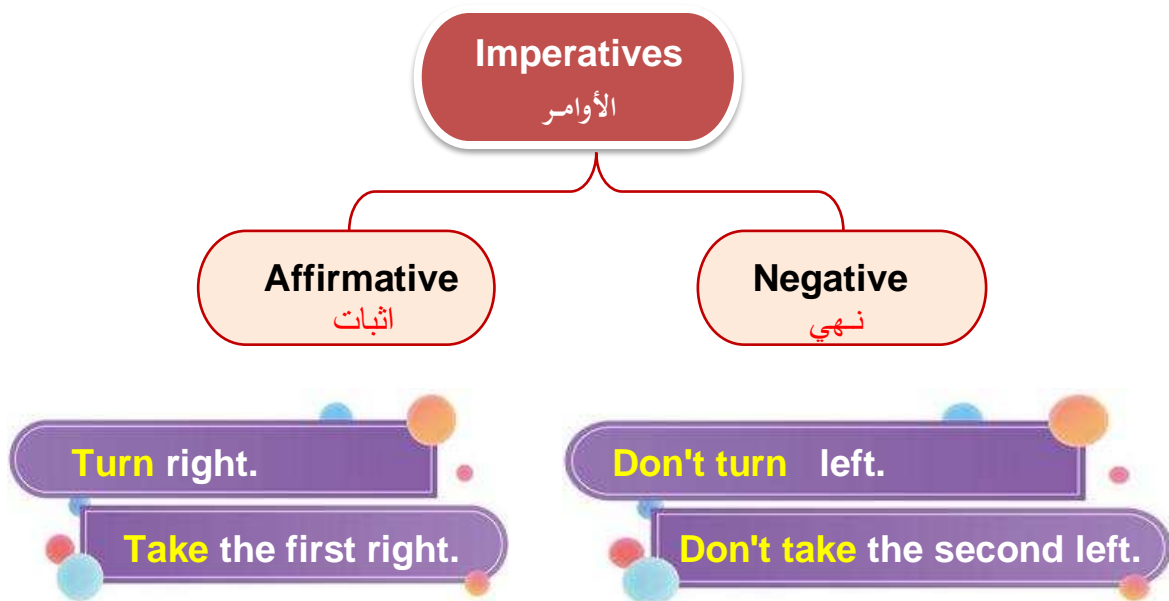 Imperatives
الأوامـر
Affirmative
اثبات
Negative
نـهي
Turn right.
Take the first right.
Don't turn left.
Don't take the second left.